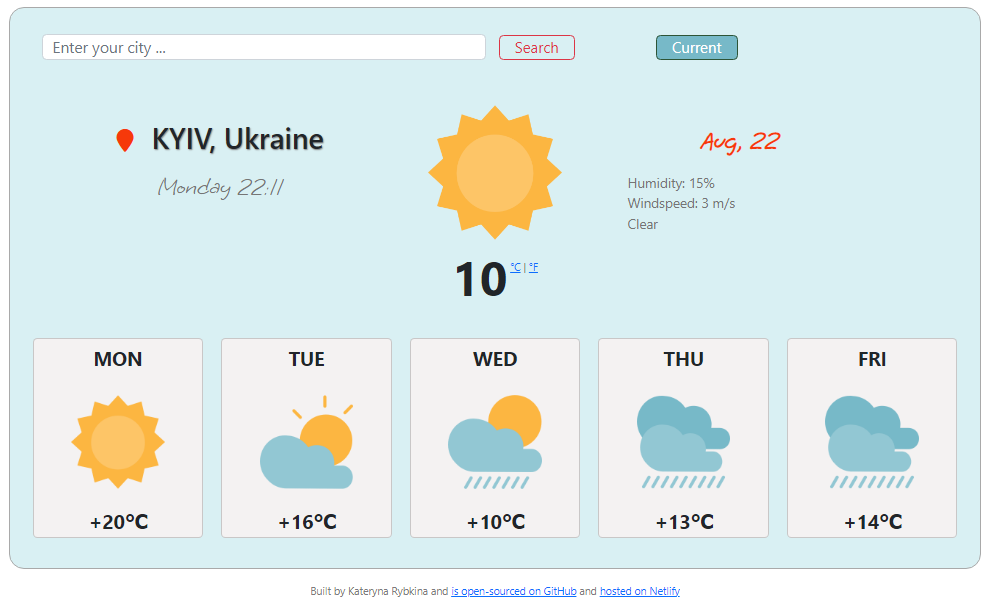 Enter your city ...
Search
Current
KYIV, Ukraine
Monday 22:11
Aug, 22
Humidity: 15%
Windspeed: 3 m/s
Clear
10 °C | °F
MON
TUE
WED
THU
FRI
+20°C
+16°C
+10°C
+13°C
+14°C
Built by Kateryna Rybkina and is open-sourced on GitHub and hosted on Netlify